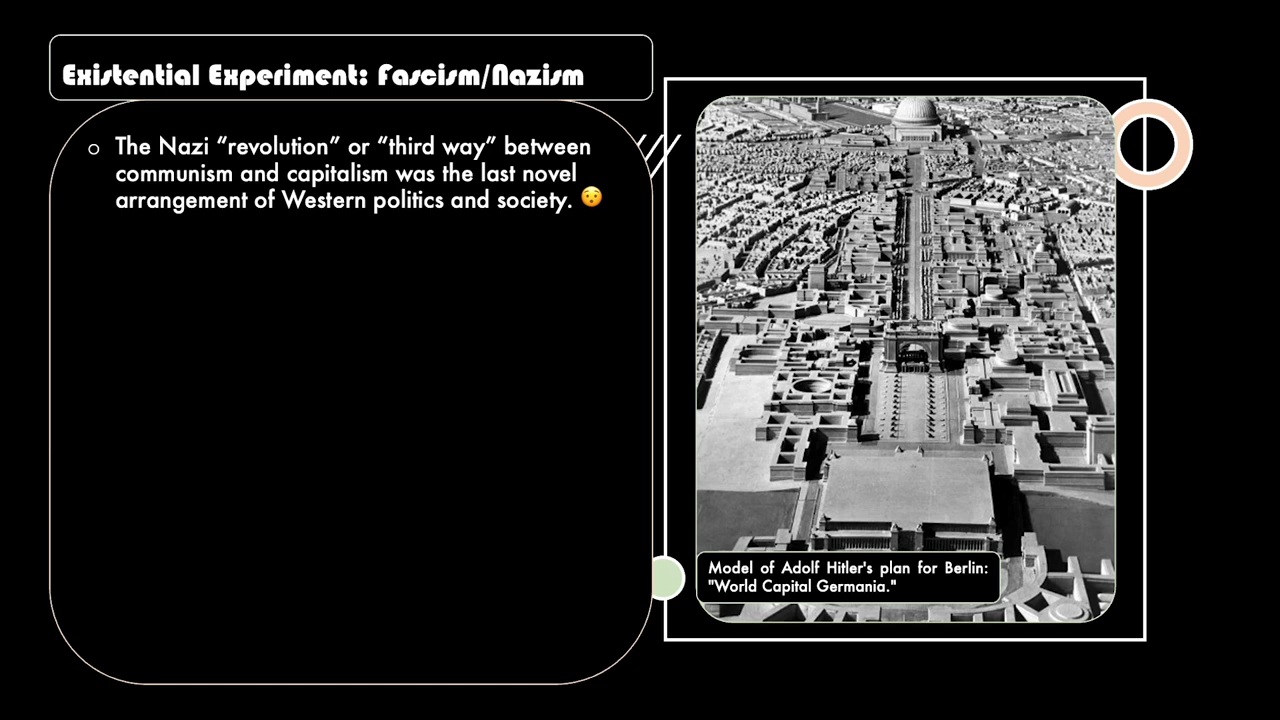 Existential Experiment: Fascism/Nazism
○ The Nazi “revolution” or “third way” between
communism and capitalism was the last novel
arrangement of Western politics and society. 😯
Model of Adolf Hitler's plan for Berlin:
"World Capital Germania."